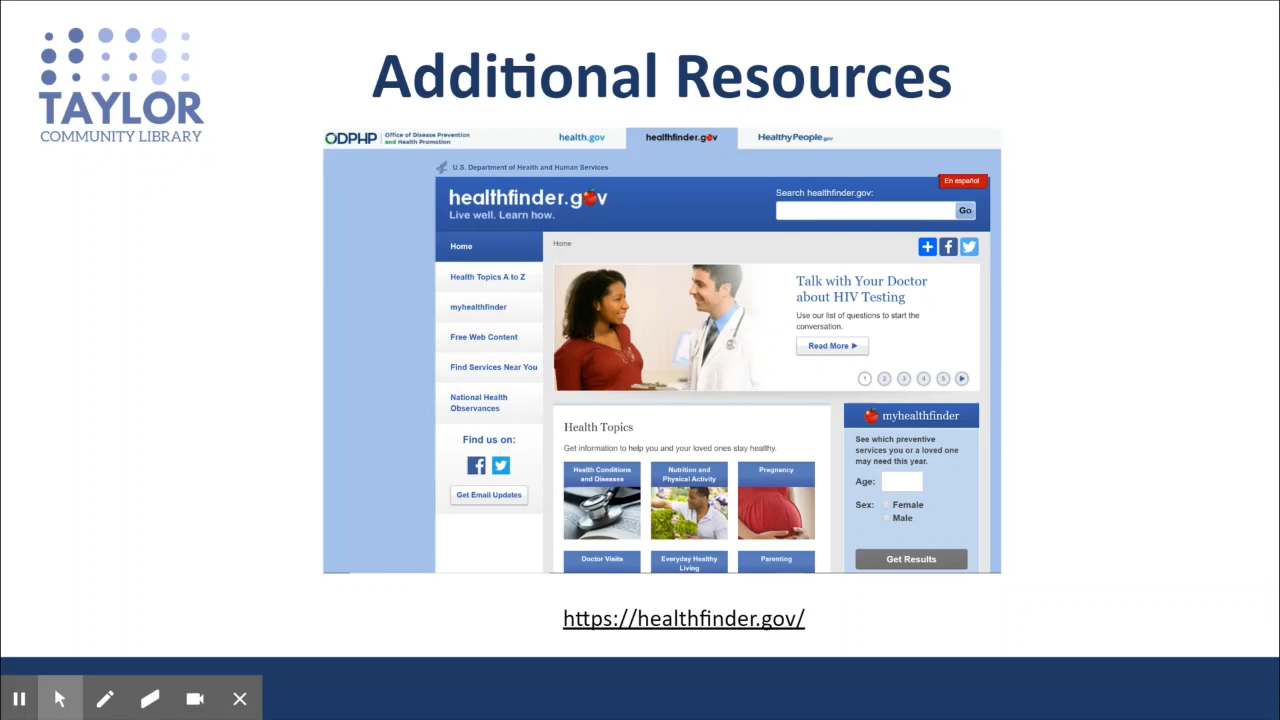 TAYLOR
COMMUNITY LIBRARY
Additional Resources
ODPHP
Office of Disease Prevention
and Health Promotion
health.gov
healthfinder.gov
HealthyPeople.gov
U.S. Department of Health and Human Services
En español
healthfinder.gov
Live well. Learn how.
Search healthfinder.gov:
Go
Home
Health Topics A to Z
myhealthfinder
Free Web Content
Find Services Near You
National Health
Observances
Find us on:
Get Email Updates
Home
Talk with Your Doctor
about HIV Testing
Use our list of questions to start the
conversation.
Read More
1 2 3 4 5
Health Topics
Get information to help you and your loved ones stay healthy.
Health Conditions
and Diseases
Nutrition and
Physical Activity
Pregnancy
Doctor Visits
Everyday Healthy
Living
Parenting
myhealthfinder
See which preventive
services you or a loved one
may need this year.
Age:
Sex: Female
Male
Get Results
https://healthfinder.gov/